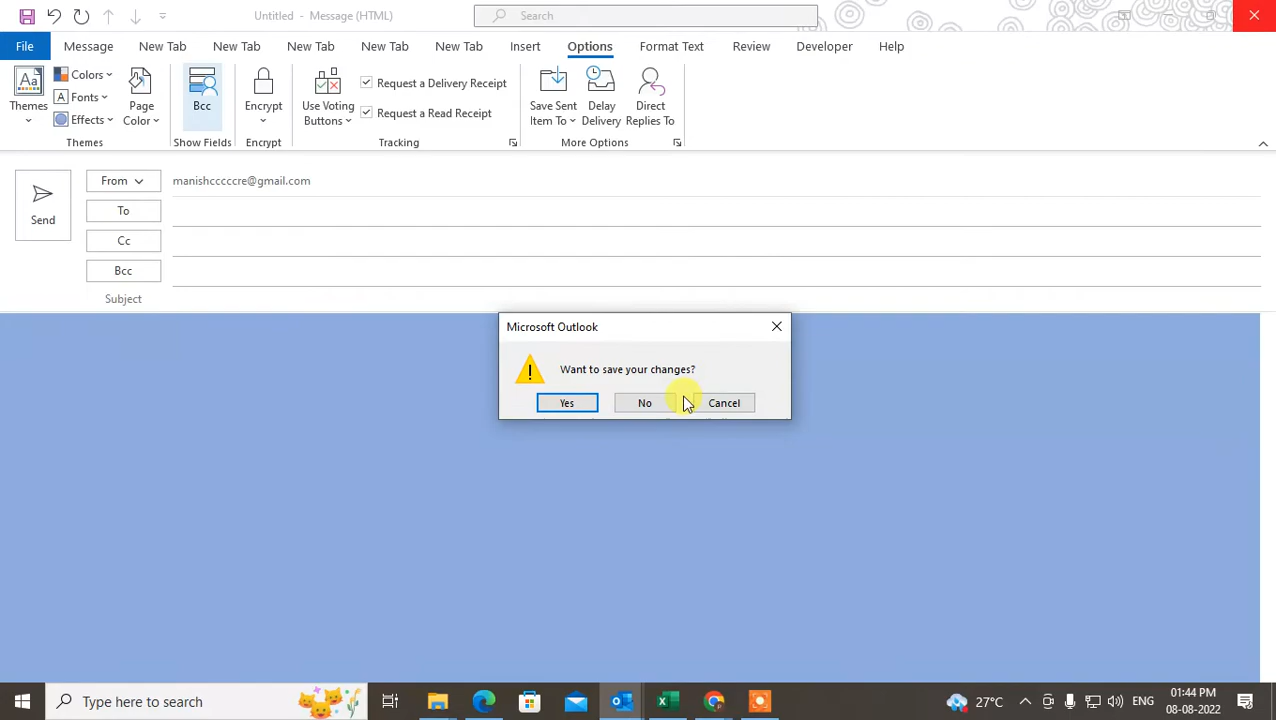 Untitled - Message (HTML)
Search
File
Message
New Tab
New Tab
New Tab
New Tab
New Tab
Insert
Options
Format Text
Review
Developer
Help
Aa
Themes
Colors
Fonts
Effects
Page Color
Bcc
Encrypt
Use Voting Buttons
Request a Delivery Receipt
Request a Read Receipt
Save Sent Item To
Delay Delivery
Direct Replies To
Themes
Show Fields
Encrypt
Tracking
More Options
Send
From
manishcccccre@gmail.com
To
Cc
Bcc
Subject
Microsoft Outlook
Want to save your changes?
Yes
No
Cancel
Type here to search
27°C
ENG
01:44 PM
08-08-2022